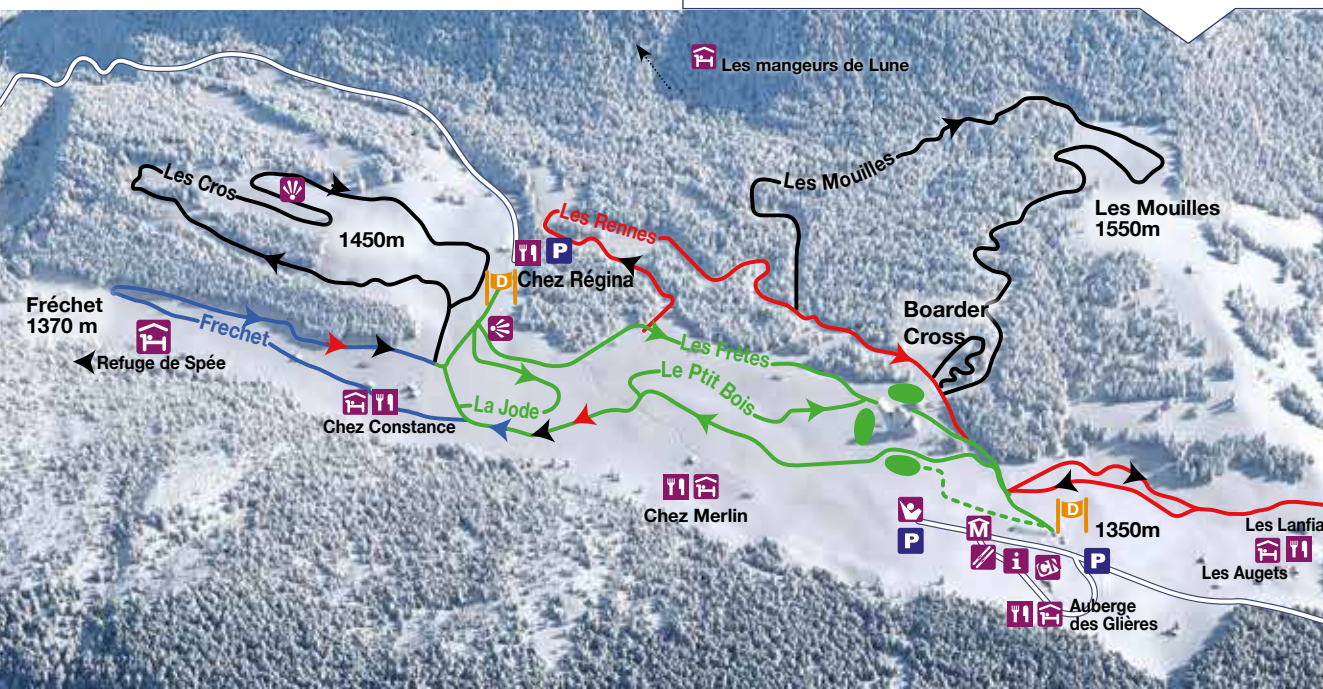 Les mangeurs de Lune
Les Mouilles
Les Cros
Les Rennes
Les Mouilles
1550m
1450m
P
D
Chez Régina
Fréchet
1370 m
Boarder
Cross
Frechet
Refuge de Spée
Les Frêtes
Le Ptit Bois
La Jode
Chez Constance
Chez Merlin
D
1350m
P
M
i
P
Les Lanfia
Les Augets
Auberge
des Glières